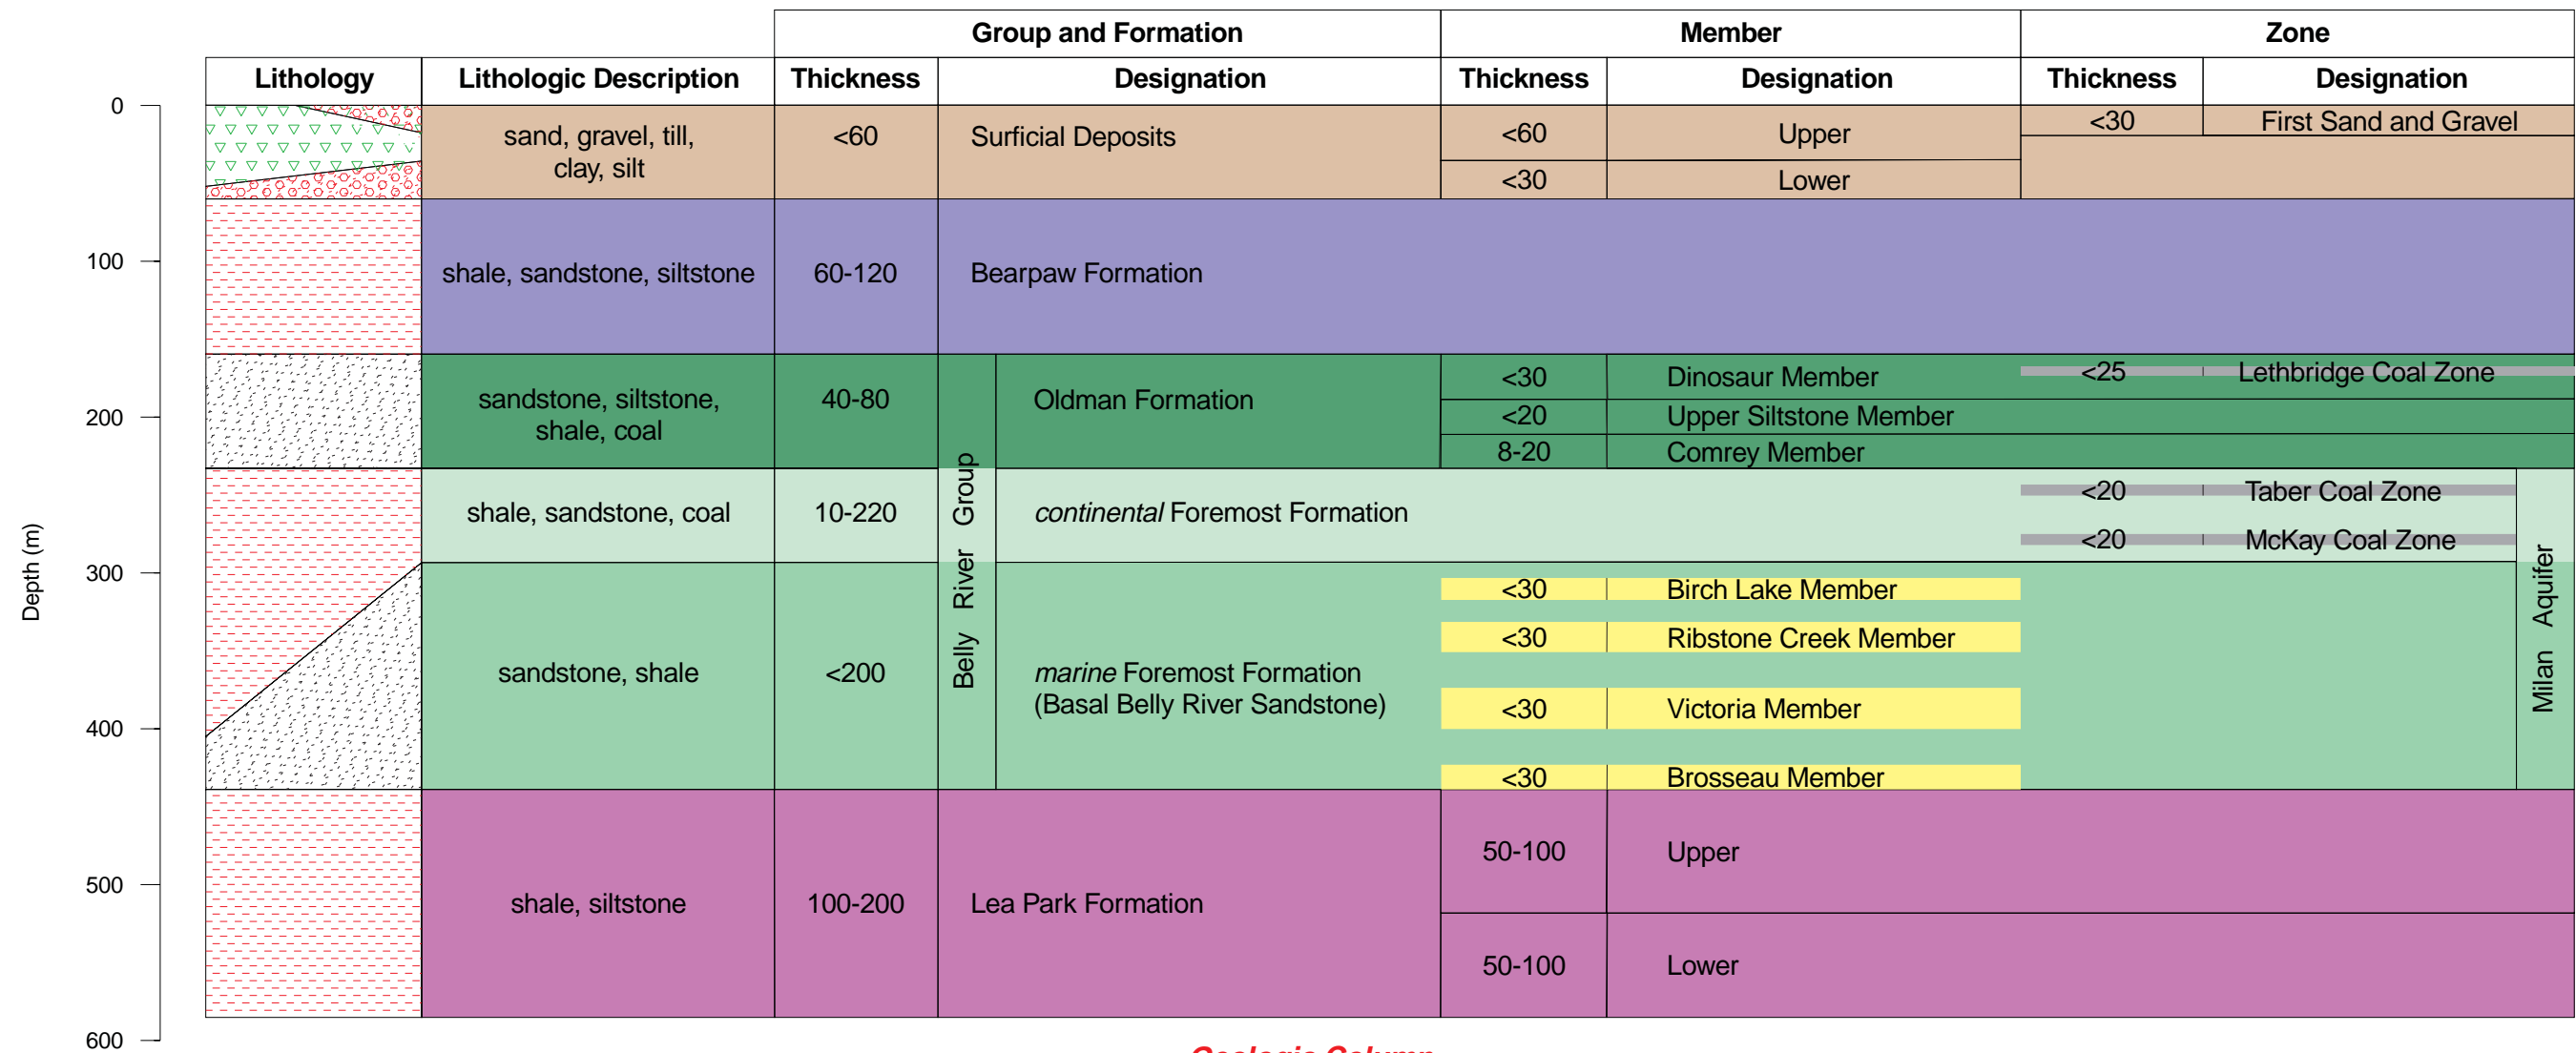 Group and Formation Member Zone
Lithology Lithologic Description Thickness Designation Thickness Designation Thickness Designation
0
sand, gravel, till,
clay, silt
<60 Surficial Deposits <60 Upper <30 First Sand and Gravel
<30 Lower
100
shale, sandstone, siltstone 60-120 Bearpaw Formation
200
sandstone, siltstone,
shale, coal
40-80 Oldman Formation <30 Dinosaur Member <25 Lethbridge Coal Zone
<20 Upper Siltstone Member
8-20 Comrey Member
Belly River Group
shale, sandstone, coal 10-220 continental Foremost Formation <20 Taber Coal Zone
<20 McKay Coal Zone
Milan Aquifer
Depth (m)
300
sandstone, shale <200 marine Foremost Formation
(Basal Belly River Sandstone)
<30 Birch Lake Member
<30 Ribstone Creek Member
<30 Victoria Member
400
<30 Brosseau Member
500
shale, siltstone 100-200 Lea Park Formation 50-100 Upper
50-100 Lower
600
Geologic Column